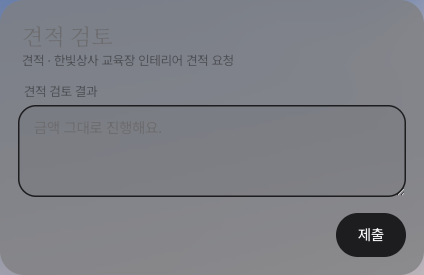 견적 검토
견적 · 한빛상사 교육장 인테리어 견적 요청
견적 검토 결과
금액 그대로 진행해요.
제출